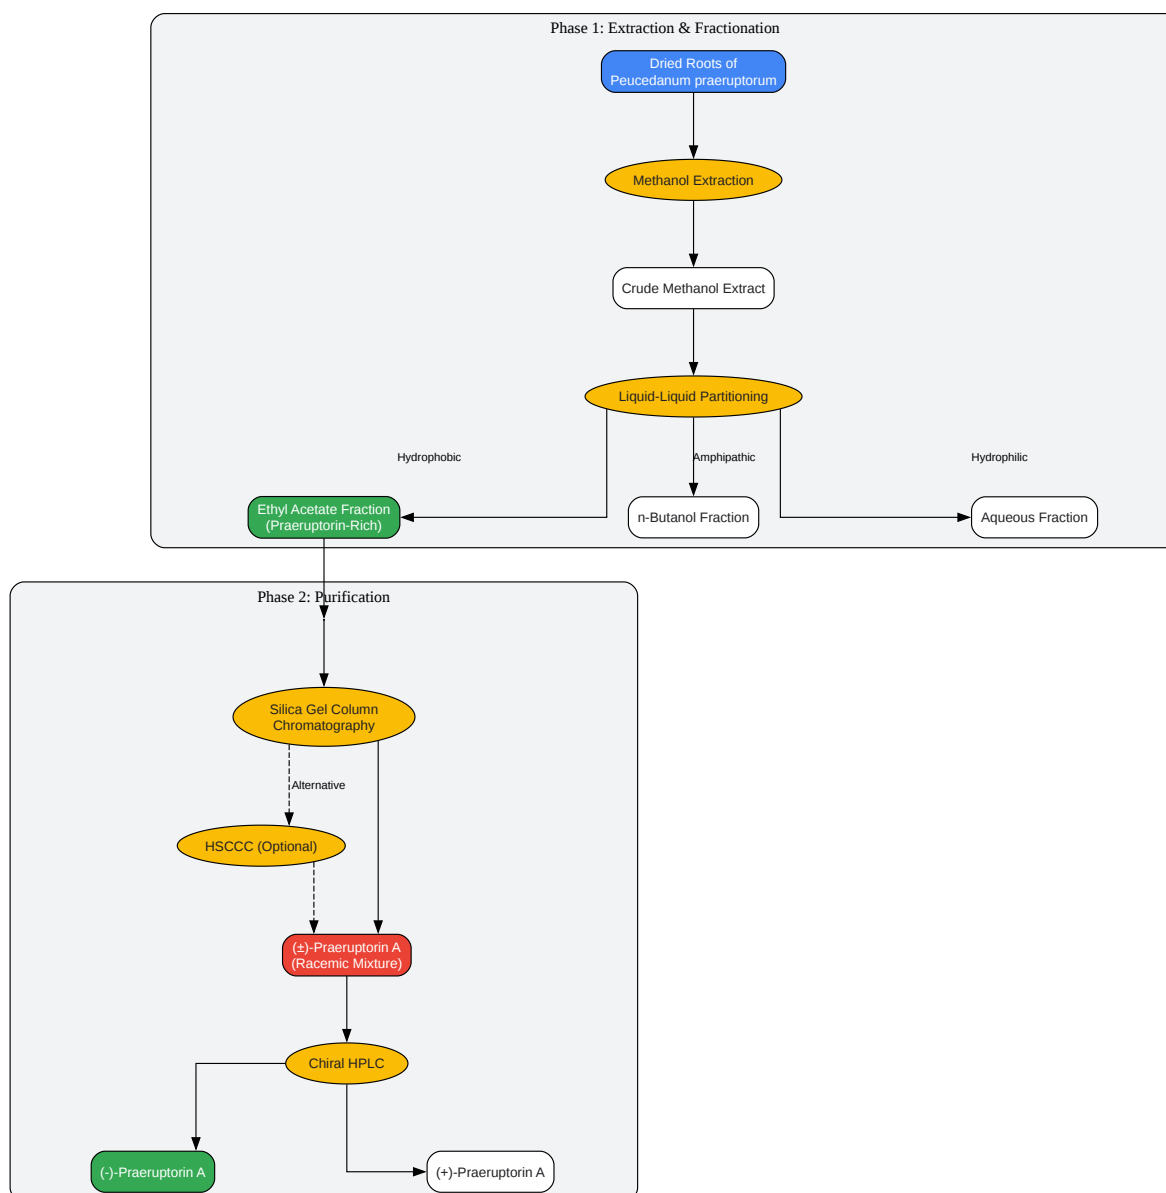 Phase 1: Extraction & Fractionation
Dried Roots of
Peucedanum praeruptorum
Methanol Extraction
Crude Methanol Extract
Liquid-Liquid Partitioning
Hydrophobic
Amphipathic
Hydrophilic
Ethyl Acetate Fraction
(Praeruptorin-Rich)
n-Butanol Fraction
Aqueous Fraction
Phase 2: Purification
Silica Gel Column
Chromatography
Alternative
HSCCC (Optional)
(±)-Praeruptorin A
(Racemic Mixture)
Chiral HPLC
(-)-Praeruptorin A
(+)-Praeruptorin A